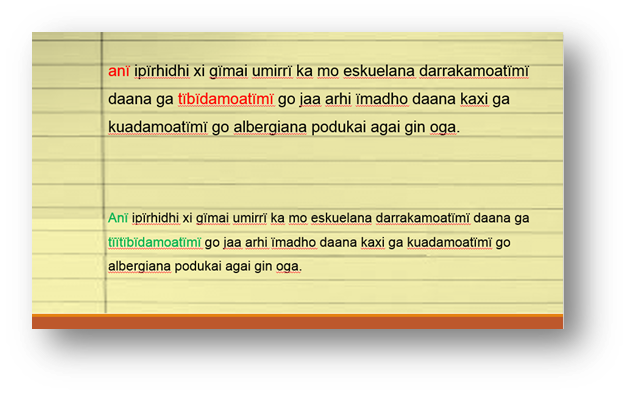 anï ipïrhidhi xi gïmai umirrï ka mo eskuelana darrakamoatïmï
daana ga tïbïdamoatïmï go jaa arhi ïmadho daana kaxi ga
kuadamoatïmï go albergiana podukai agai gin oga.
Anï ipïrhidhi xi gïmai umirrï ka mo eskuelana darrakamoatïmï daana ga
tïïtïbïdamoatïmï go jaa arhi ïmadho daana kaxi ga kuadamoatïmï go
albergiana podukai agai gin oga.